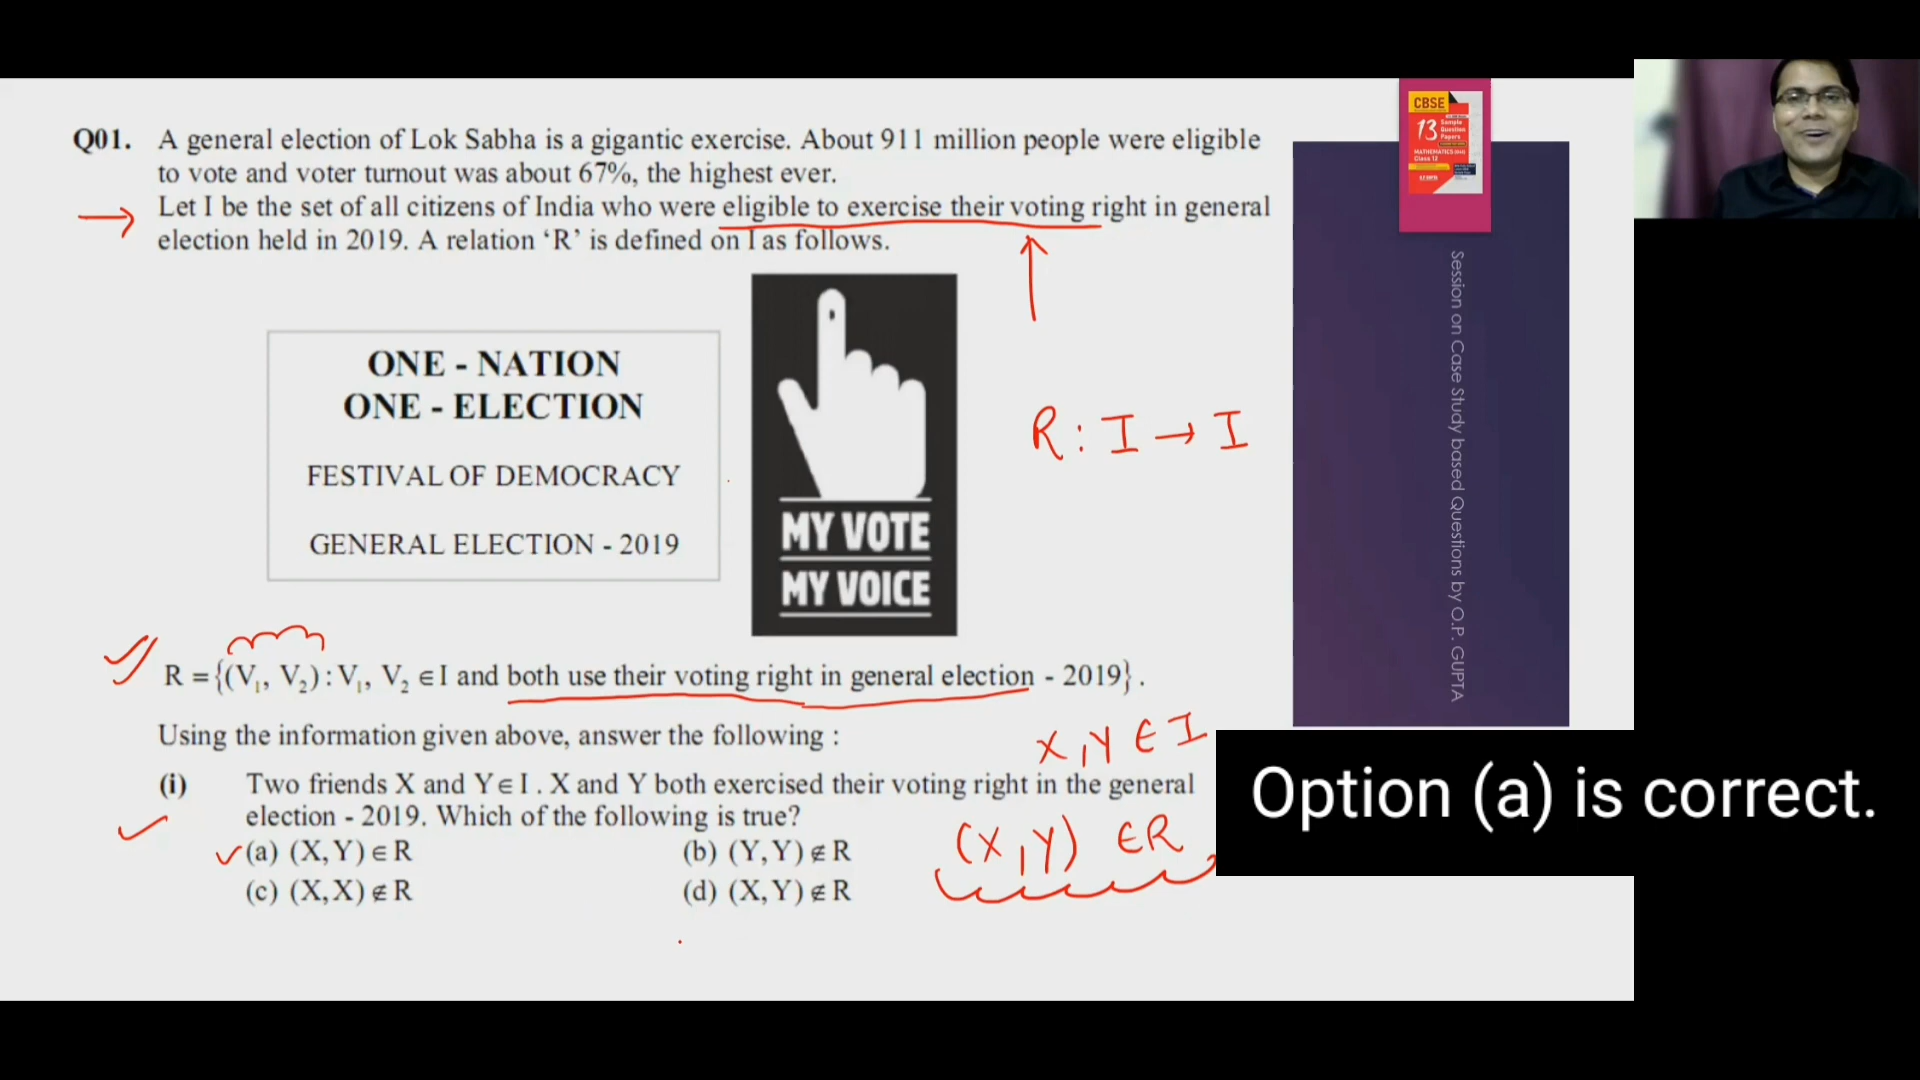 Q01. A general election of Lok Sabha is a gigantic exercise. About 911 million people were eligible
to vote and voter turnout was about 67%, the highest ever.
Let I be the set of all citizens of India who were eligible to exercise their voting right in general
election held in 2019. A relation ‘R’ is defined on I as follows.
ONE - NATION
ONE - ELECTION
FESTIVAL OF DEMOCRACY
GENERAL ELECTION - 2019
MY VOTE
MY VOICE
R : I → I
R = {(V₁, V₂) : V₁, V₂ ∈ I and both use their voting right in general election - 2019}.
Using the information given above, answer the following :
X, Y ∈ I
(i) Two friends X and Y ∈ I. X and Y both exercised their voting right in the general
election - 2019. Which of the following is true?
(a) (X, Y) ∈ R (b) (Y, Y) ∉ R
(c) (X, X) ∉ R (d) (X, Y) ∉ R
(X, Y) ∈ R
CBSE
13 Sample
Question
Papers
MATHEMATICS
Class 12
Session on Case Study based Questions by O.P. GUPTA
Option (a) is correct.